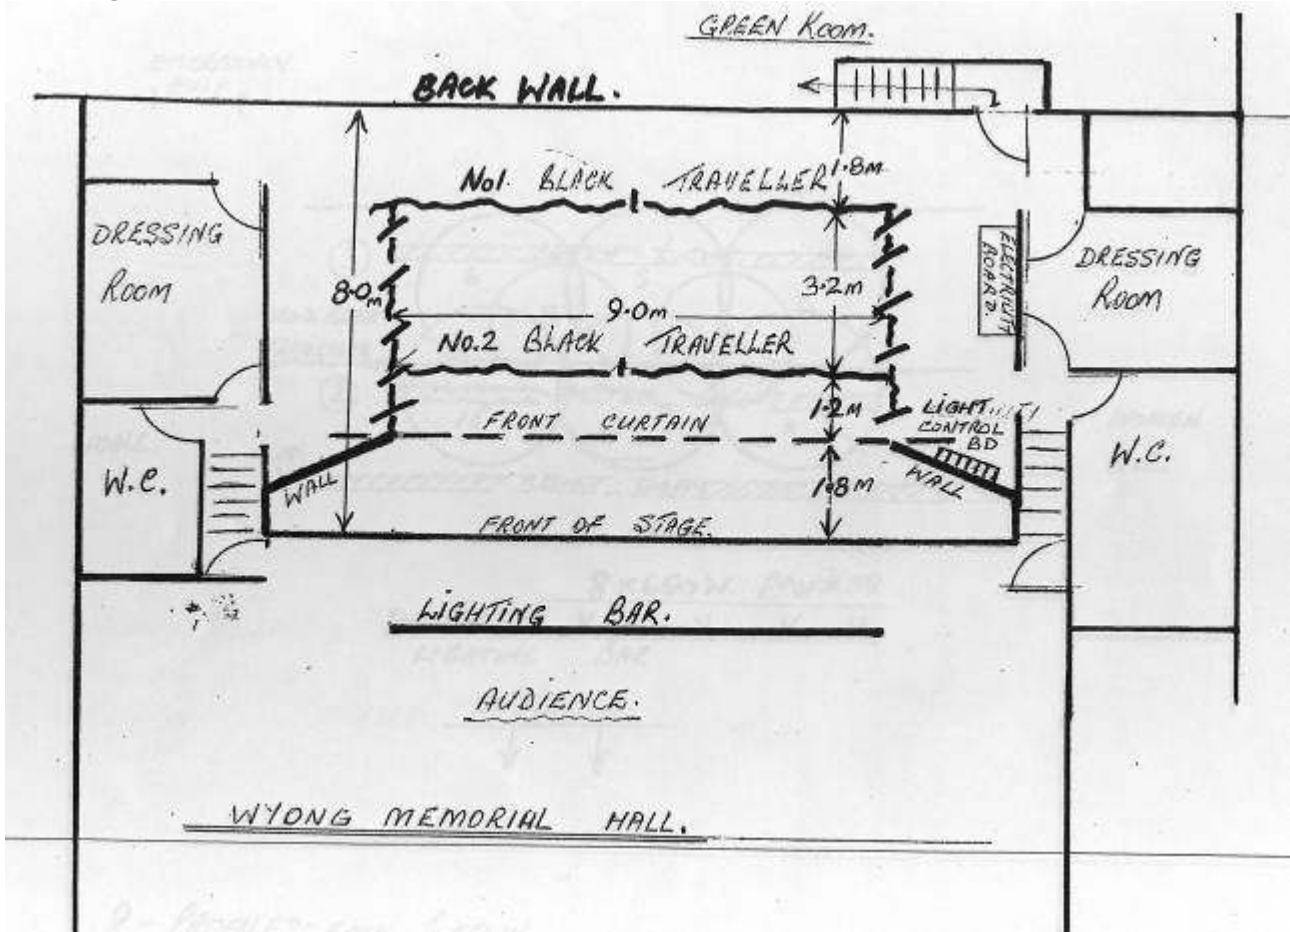 GREEN ROOM.
BACK WALL.
No1. BLACK TRAVELLER
1.8m
DRESSING
ROOM
8.0m
3.2m
ELECTRICITY
BOARD
DRESSING
ROOM
9.0m
No.2 BLACK TRAVELLER
FRONT CURTAIN
1.2m
LIGHT
CONTROL
BD
W.C.
WALL
1.8m
WALL
W.C.
FRONT OF STAGE.
LIGHTING BAR.
AUDIENCE.
WYONG MEMORIAL HALL.